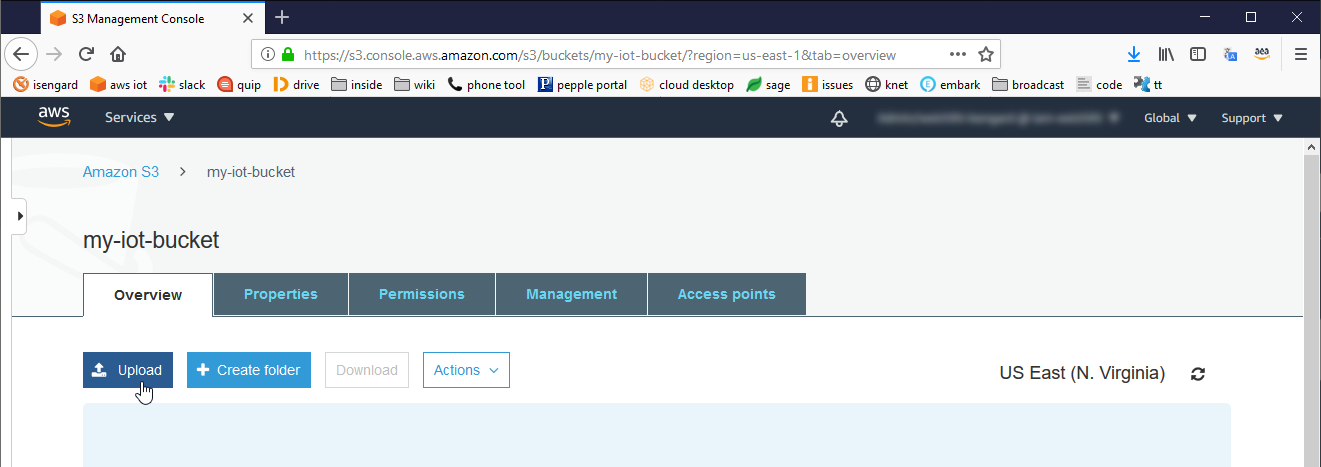 S3 Management Console
https://s3.console.aws.amazon.com/s3/buckets/my-iot-bucket/?region=us-east-1&tab=overview
isengard aws iot slack quip drive inside wiki phone tool pepple portal cloud desktop sage issues knet embark broadcast code tt
aws Services Global Support
Amazon S3 > my-iot-bucket
my-iot-bucket
Overview Properties Permissions Management Access points
Upload Create folder Download Actions US East (N. Virginia)